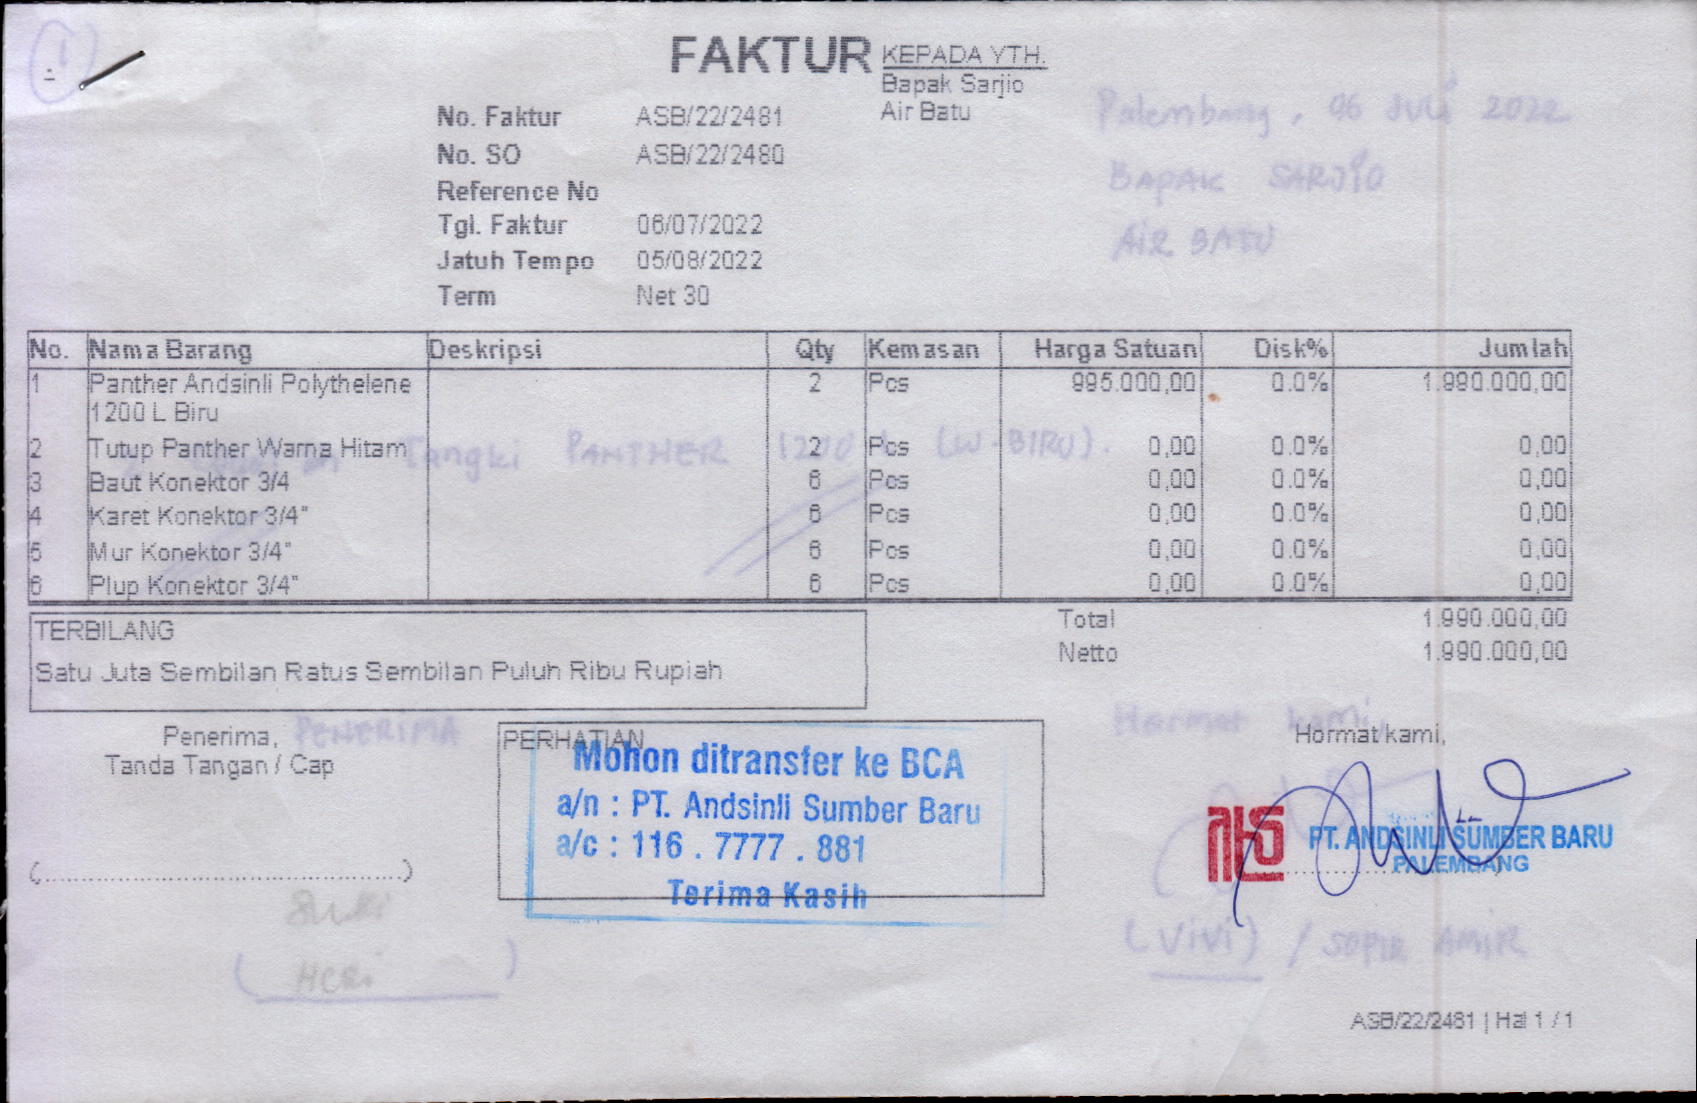 1
FAKTUR
KEPADA YTH.
Bapak Sarjio
Air Batu
No. Faktur ASB/22/2481
No. SO ASB/22/2480
Reference No
Tgl. Faktur 06/07/2022
Jatuh Tempo 05/08/2022
Term Net 30
Palembang, 06 Juli 2022
BAPAK SARJIO
AIR BATU
No. Nama Barang Deskripsi Qty Kemasan Harga Satuan Disk% Jumlah
1 Panther Andsinli Polythelene 2 Pcs 995.000,00 0.0% 1.990.000,00
1200 L Biru
2 Tutup Panther Warna Hitam 2 Pcs 0,00 0.0% 0,00
Tangki PANTHER 1200 (W.BIRU).
3 Baut Konektor 3/4 6 Pcs 0,00 0.0% 0,00
4 Karet Konektor 3/4" 6 Pcs 0,00 0.0% 0,00
5 Mur Konektor 3/4" 6 Pcs 0,00 0.0% 0,00
6 Plup Konektor 3/4" 6 Pcs 0,00 0.0% 0,00
Total 1.990.000,00
Netto 1.990.000,00
TERBILANG
Satu Juta Sembilan Ratus Sembilan Puluh Ribu Rupiah
Penerima, PENERIMA
Tanda Tangan / Cap
(..................................................)
HERI
PERHATIAN
Mohon ditransfer ke BCA
a/n : PT. Andsinli Sumber Baru
a/c : 116 . 7777 . 881
Terima Kasih
Hormat kami,
Hormat kami,
PT. ANDSINLI SUMBER BARU
PALEMBANG
(Vivi) / SOPIR AMIR
ASB/22/2481 | Hal 1 / 1